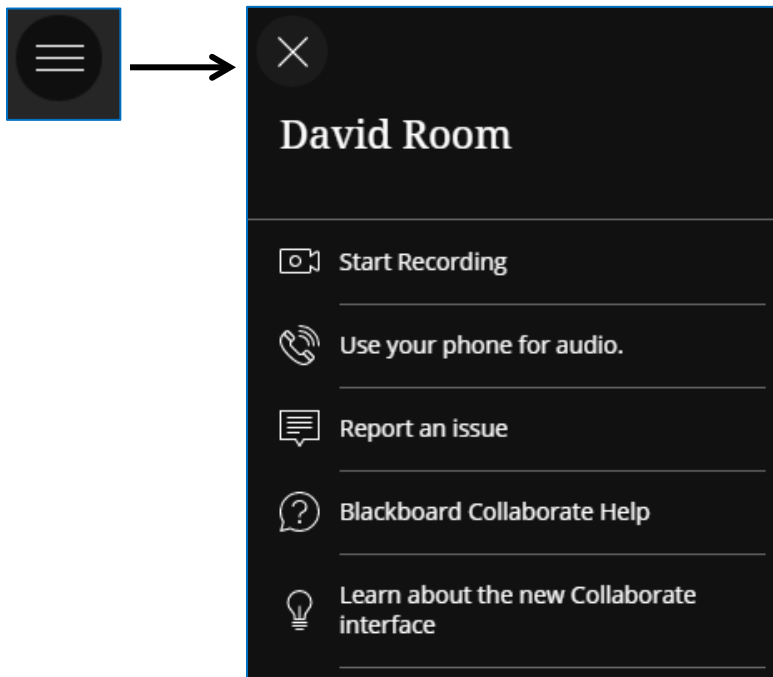 David Room
Start Recording
Use your phone for audio.
Report an issue
Blackboard Collaborate Help
Learn about the new Collaborate
interface